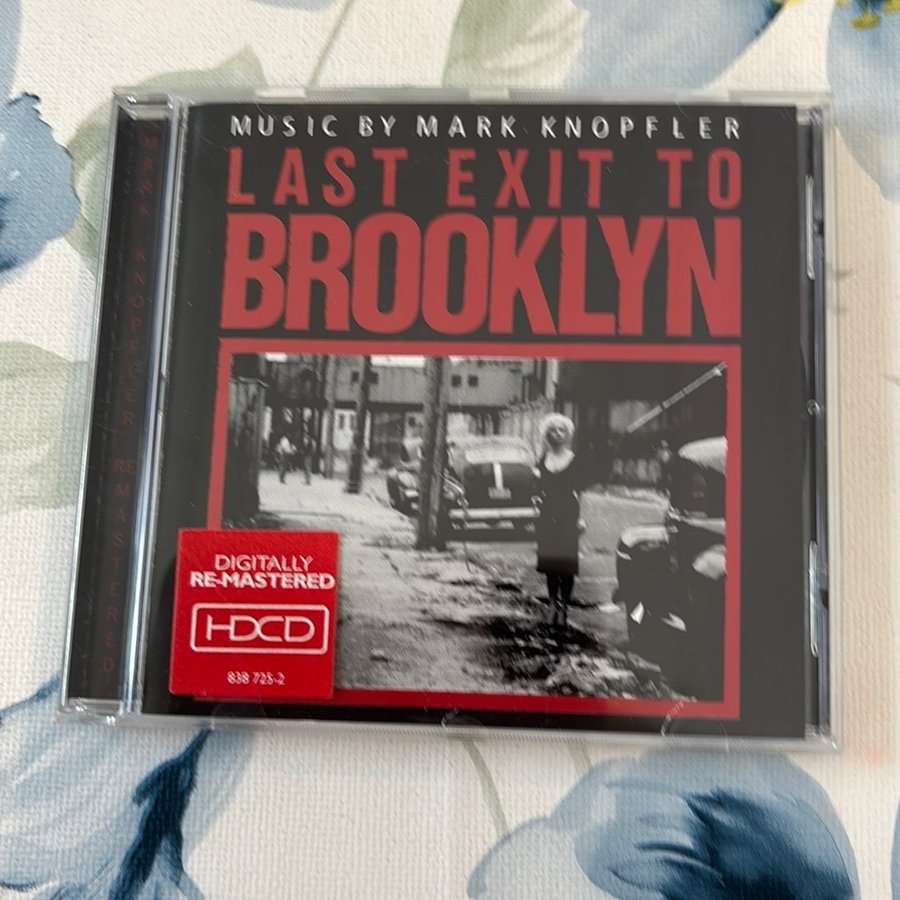 MUSIC BY MARK KNOPFLER
LAST EXIT TO
BROOKLYN
DIGITALLY
RE-MASTERED
HDCD
838 725-2
MARK KNOPFLER REMASTERED